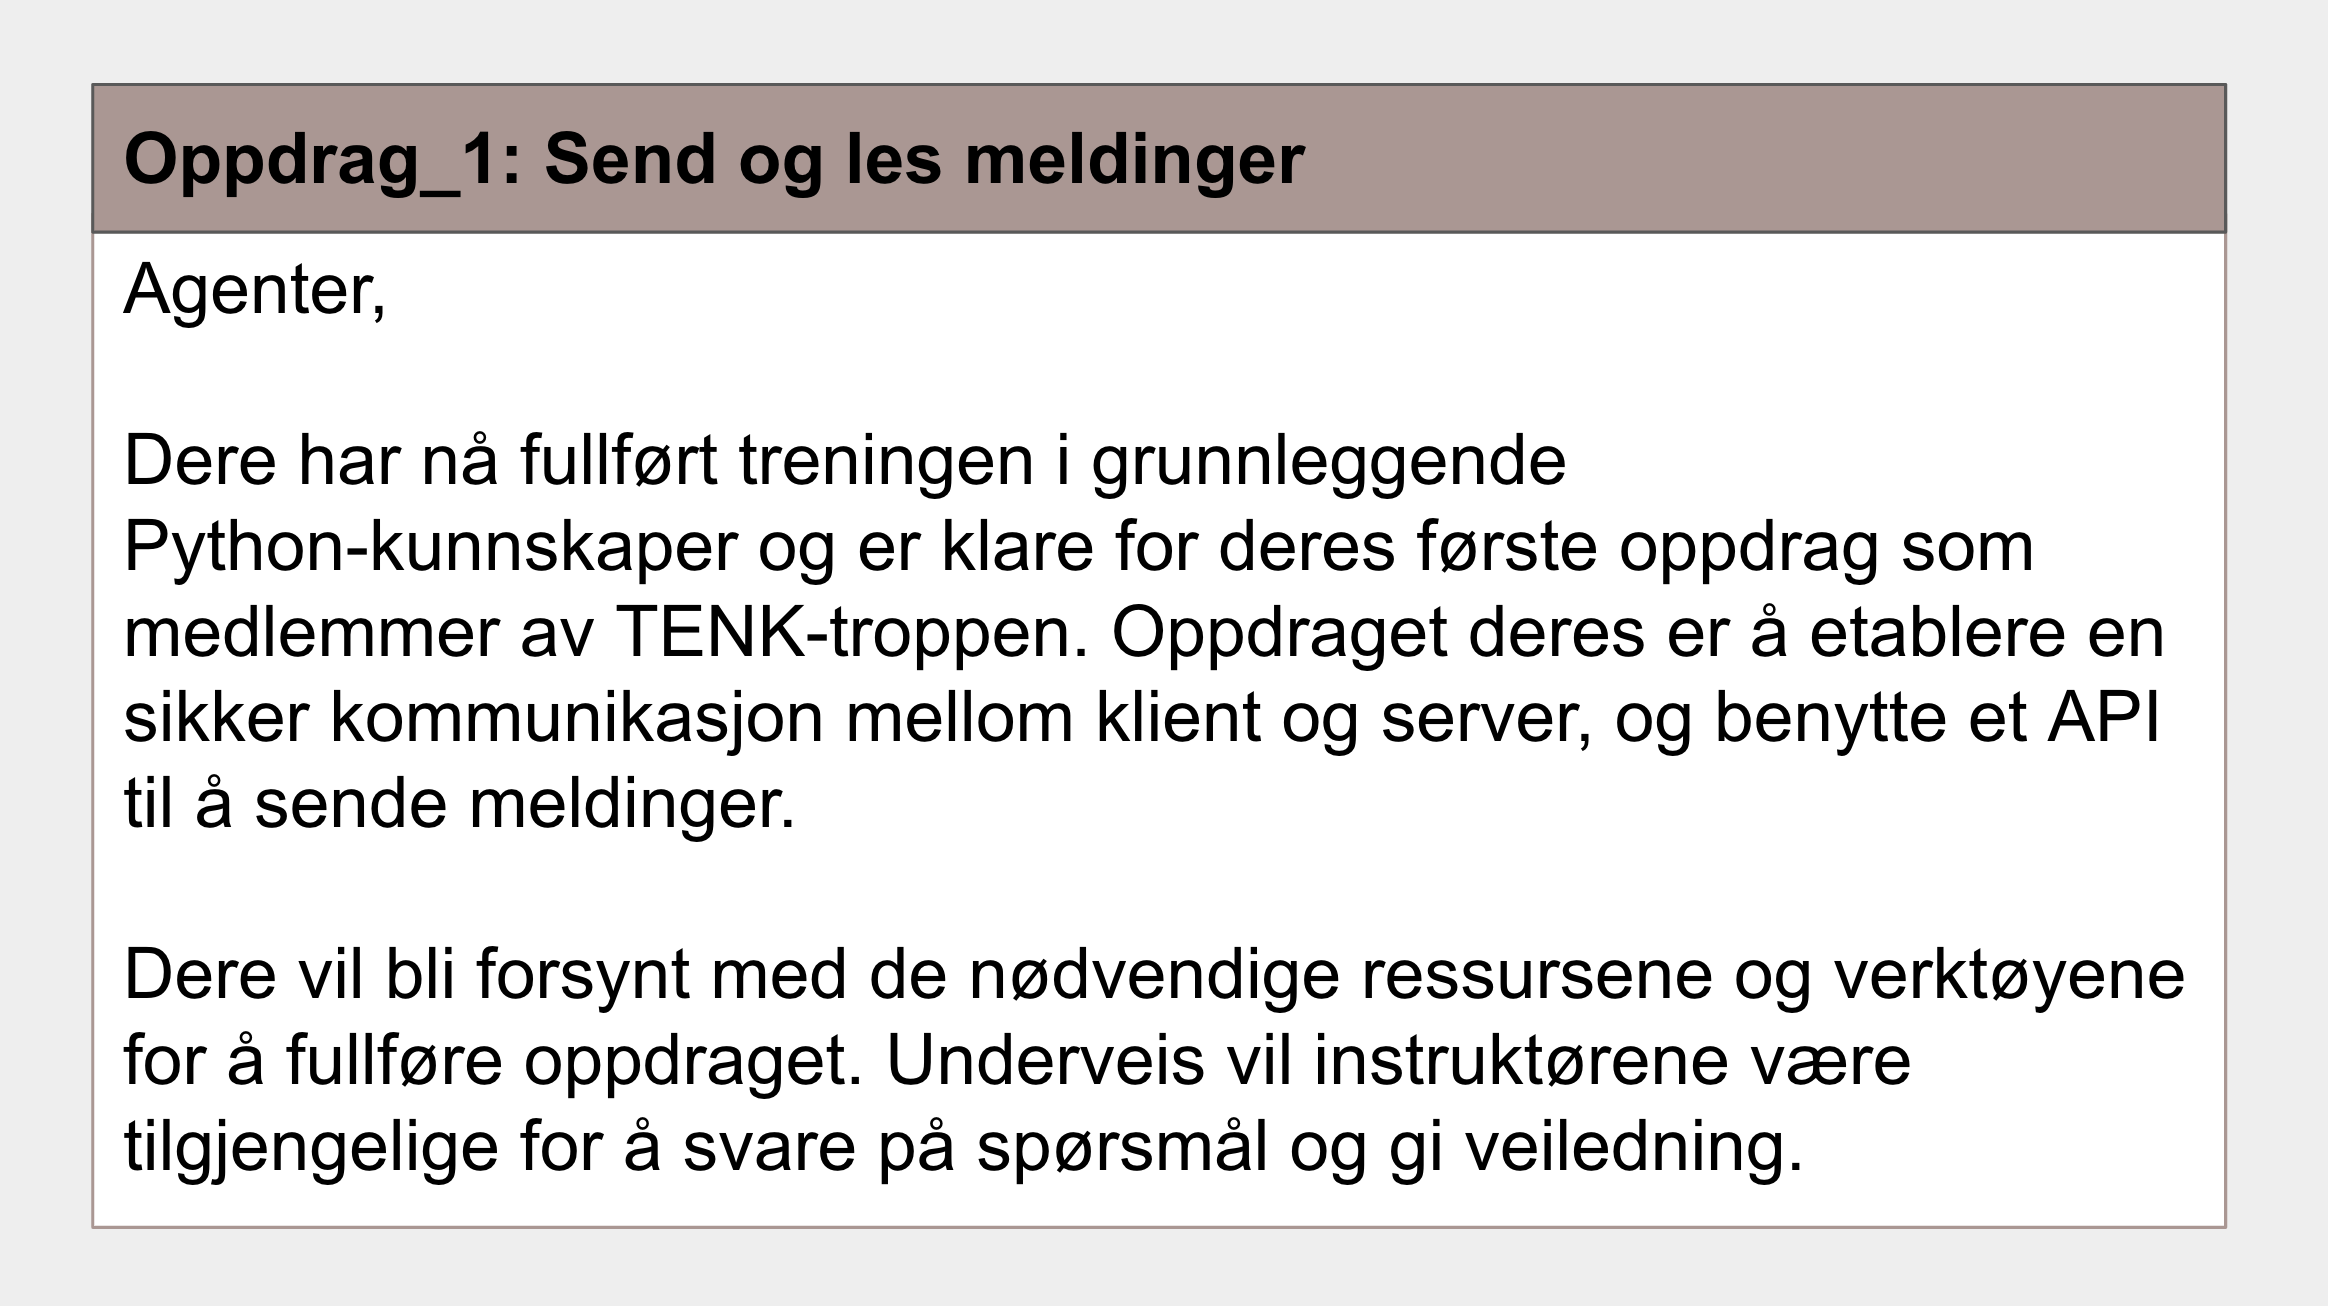 Oppdrag_1: Send og les meldinger
Agenter,
Dere har nå fullført treningen i grunnleggende
Python-kunnskaper og er klare for deres første oppdrag som
medlemmer av TENK-troppen. Oppdraget deres er å etablere en
sikker kommunikasjon mellom klient og server, og benytte et API
til å sende meldinger.
Dere vil bli forsynt med de nødvendige ressursene og verktøyene
for å fullføre oppdraget. Underveis vil instruktørene være
tilgjengelige for å svare på spørsmål og gi veiledning.